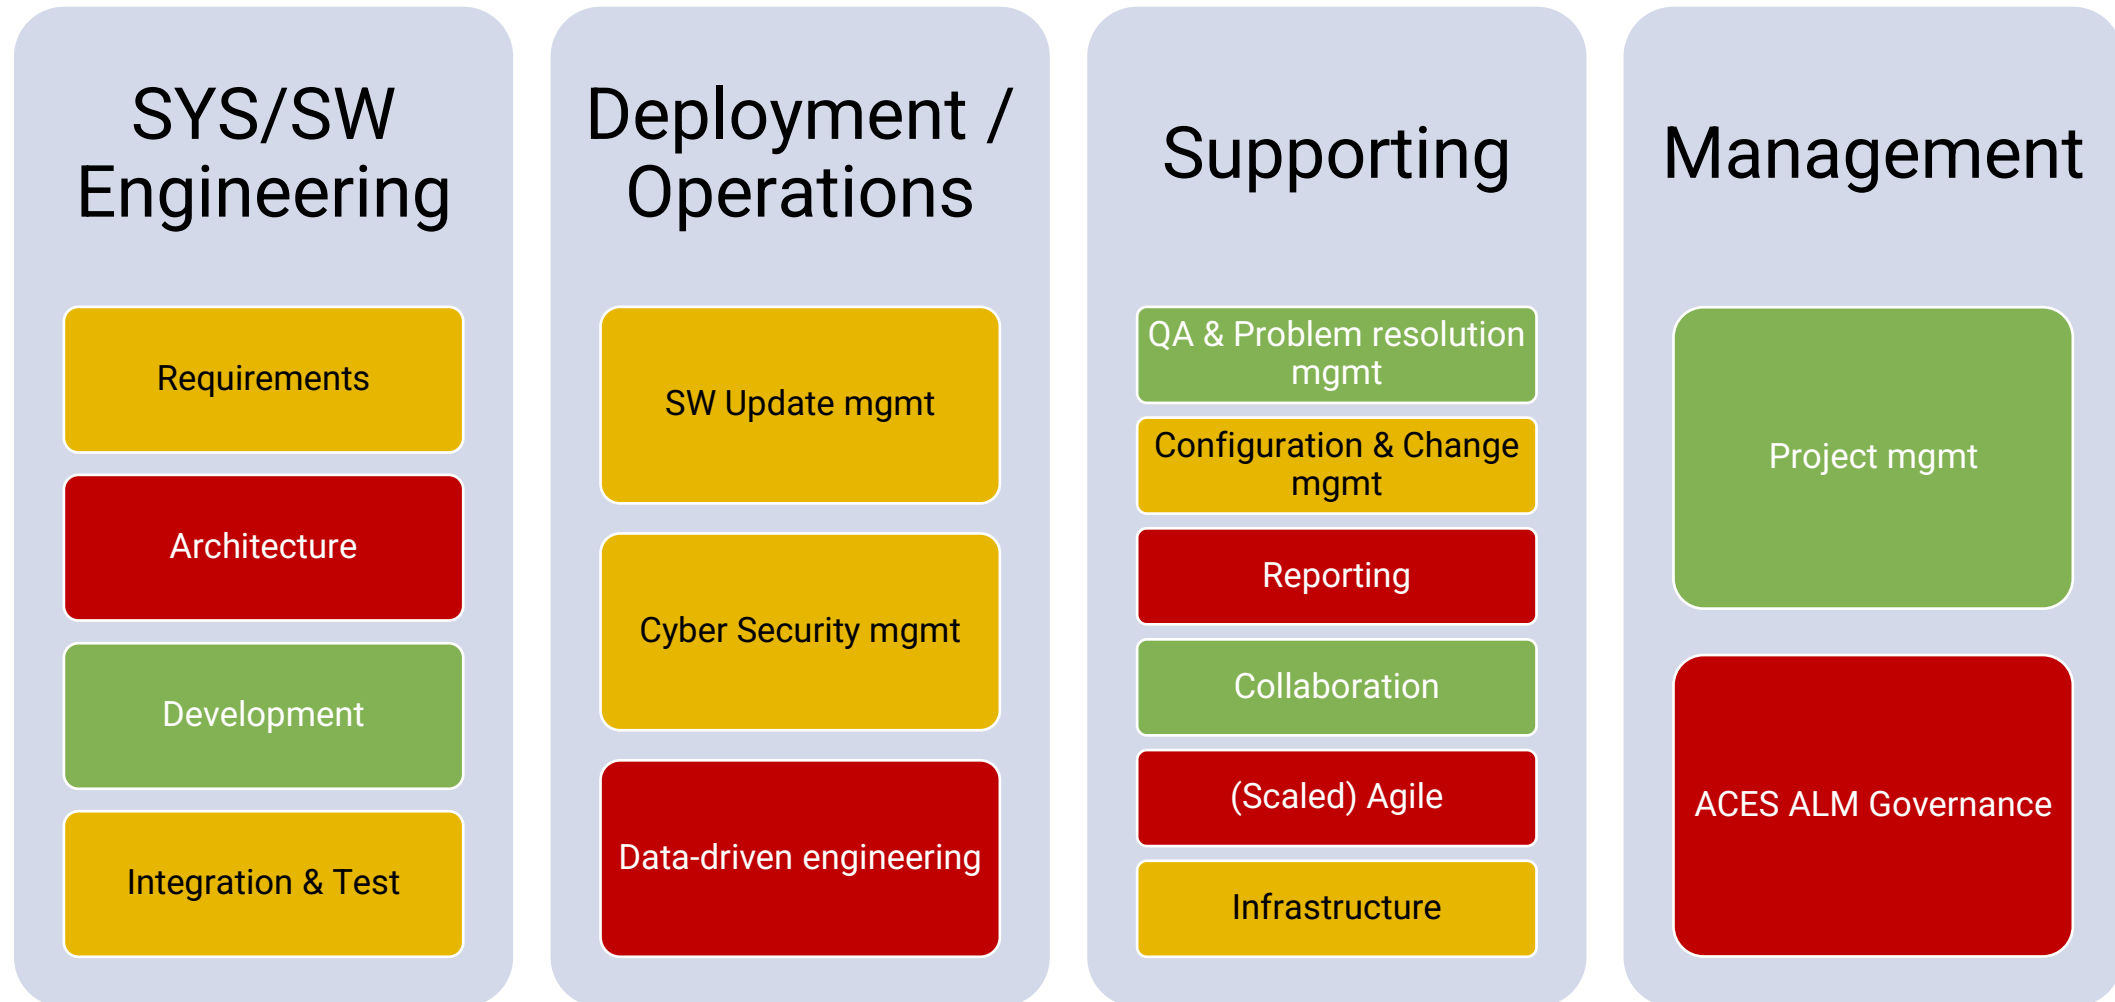 SYS/SW
Engineering
Requirements
Architecture
Development
Integration & Test
Deployment /
Operations
SW Update mgmt
Cyber Security mgmt
Data-driven engineering
Supporting
QA & Problem resolution
mgmt
Configuration & Change
mgmt
Reporting
Collaboration
(Scaled) Agile
Infrastructure
Management
Project mgmt
ACES ALM Governance